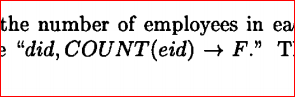 the number of employees in ea
e “did, COUNT(eid) → F.” T